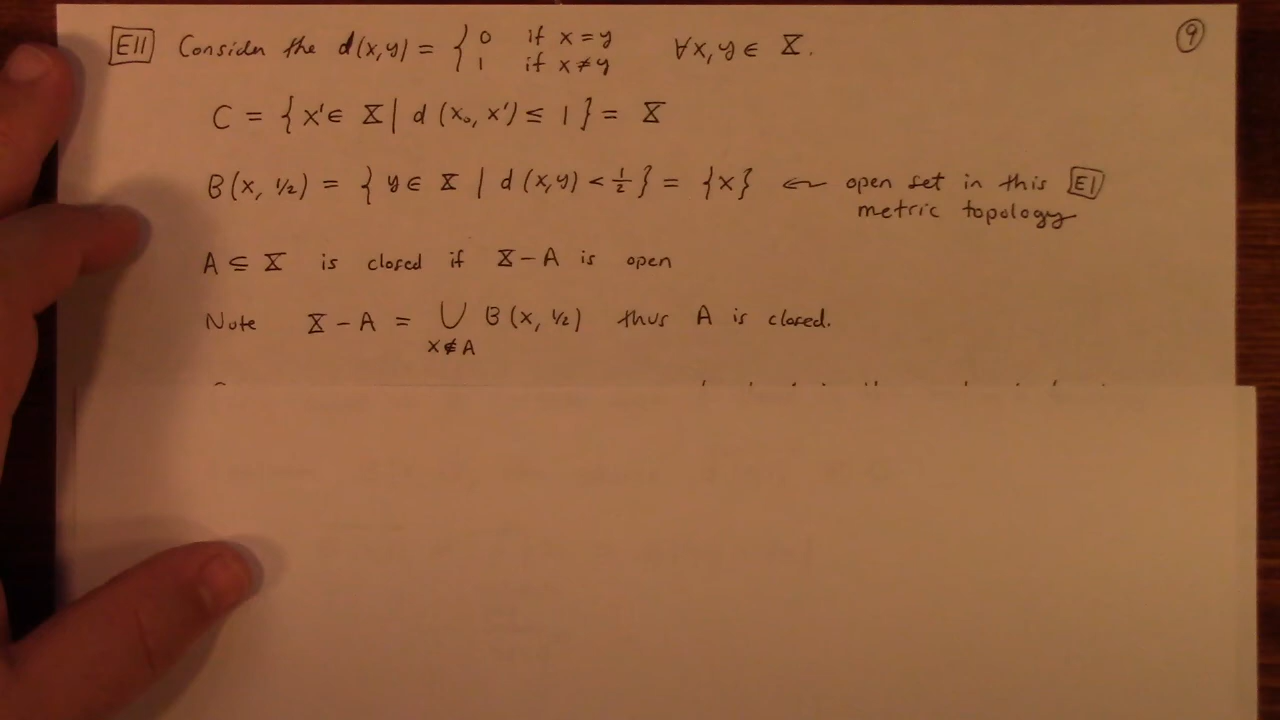 E11 Consider the d(x,y) = { 0 if x = y ∀x,y ∈ X. 9
1 if x ≠ y
C = { x' ∈ X | d(x₀, x') ≤ 1 } = X
B(x, 1/2) = { y ∈ X | d(x,y) < 1/2 } = {x} ← open set in this E1
metric topology
A ⊆ X is closed if X - A is open
Note X - A = ∪ B(x, 1/2) thus A is closed.
x ∉ A